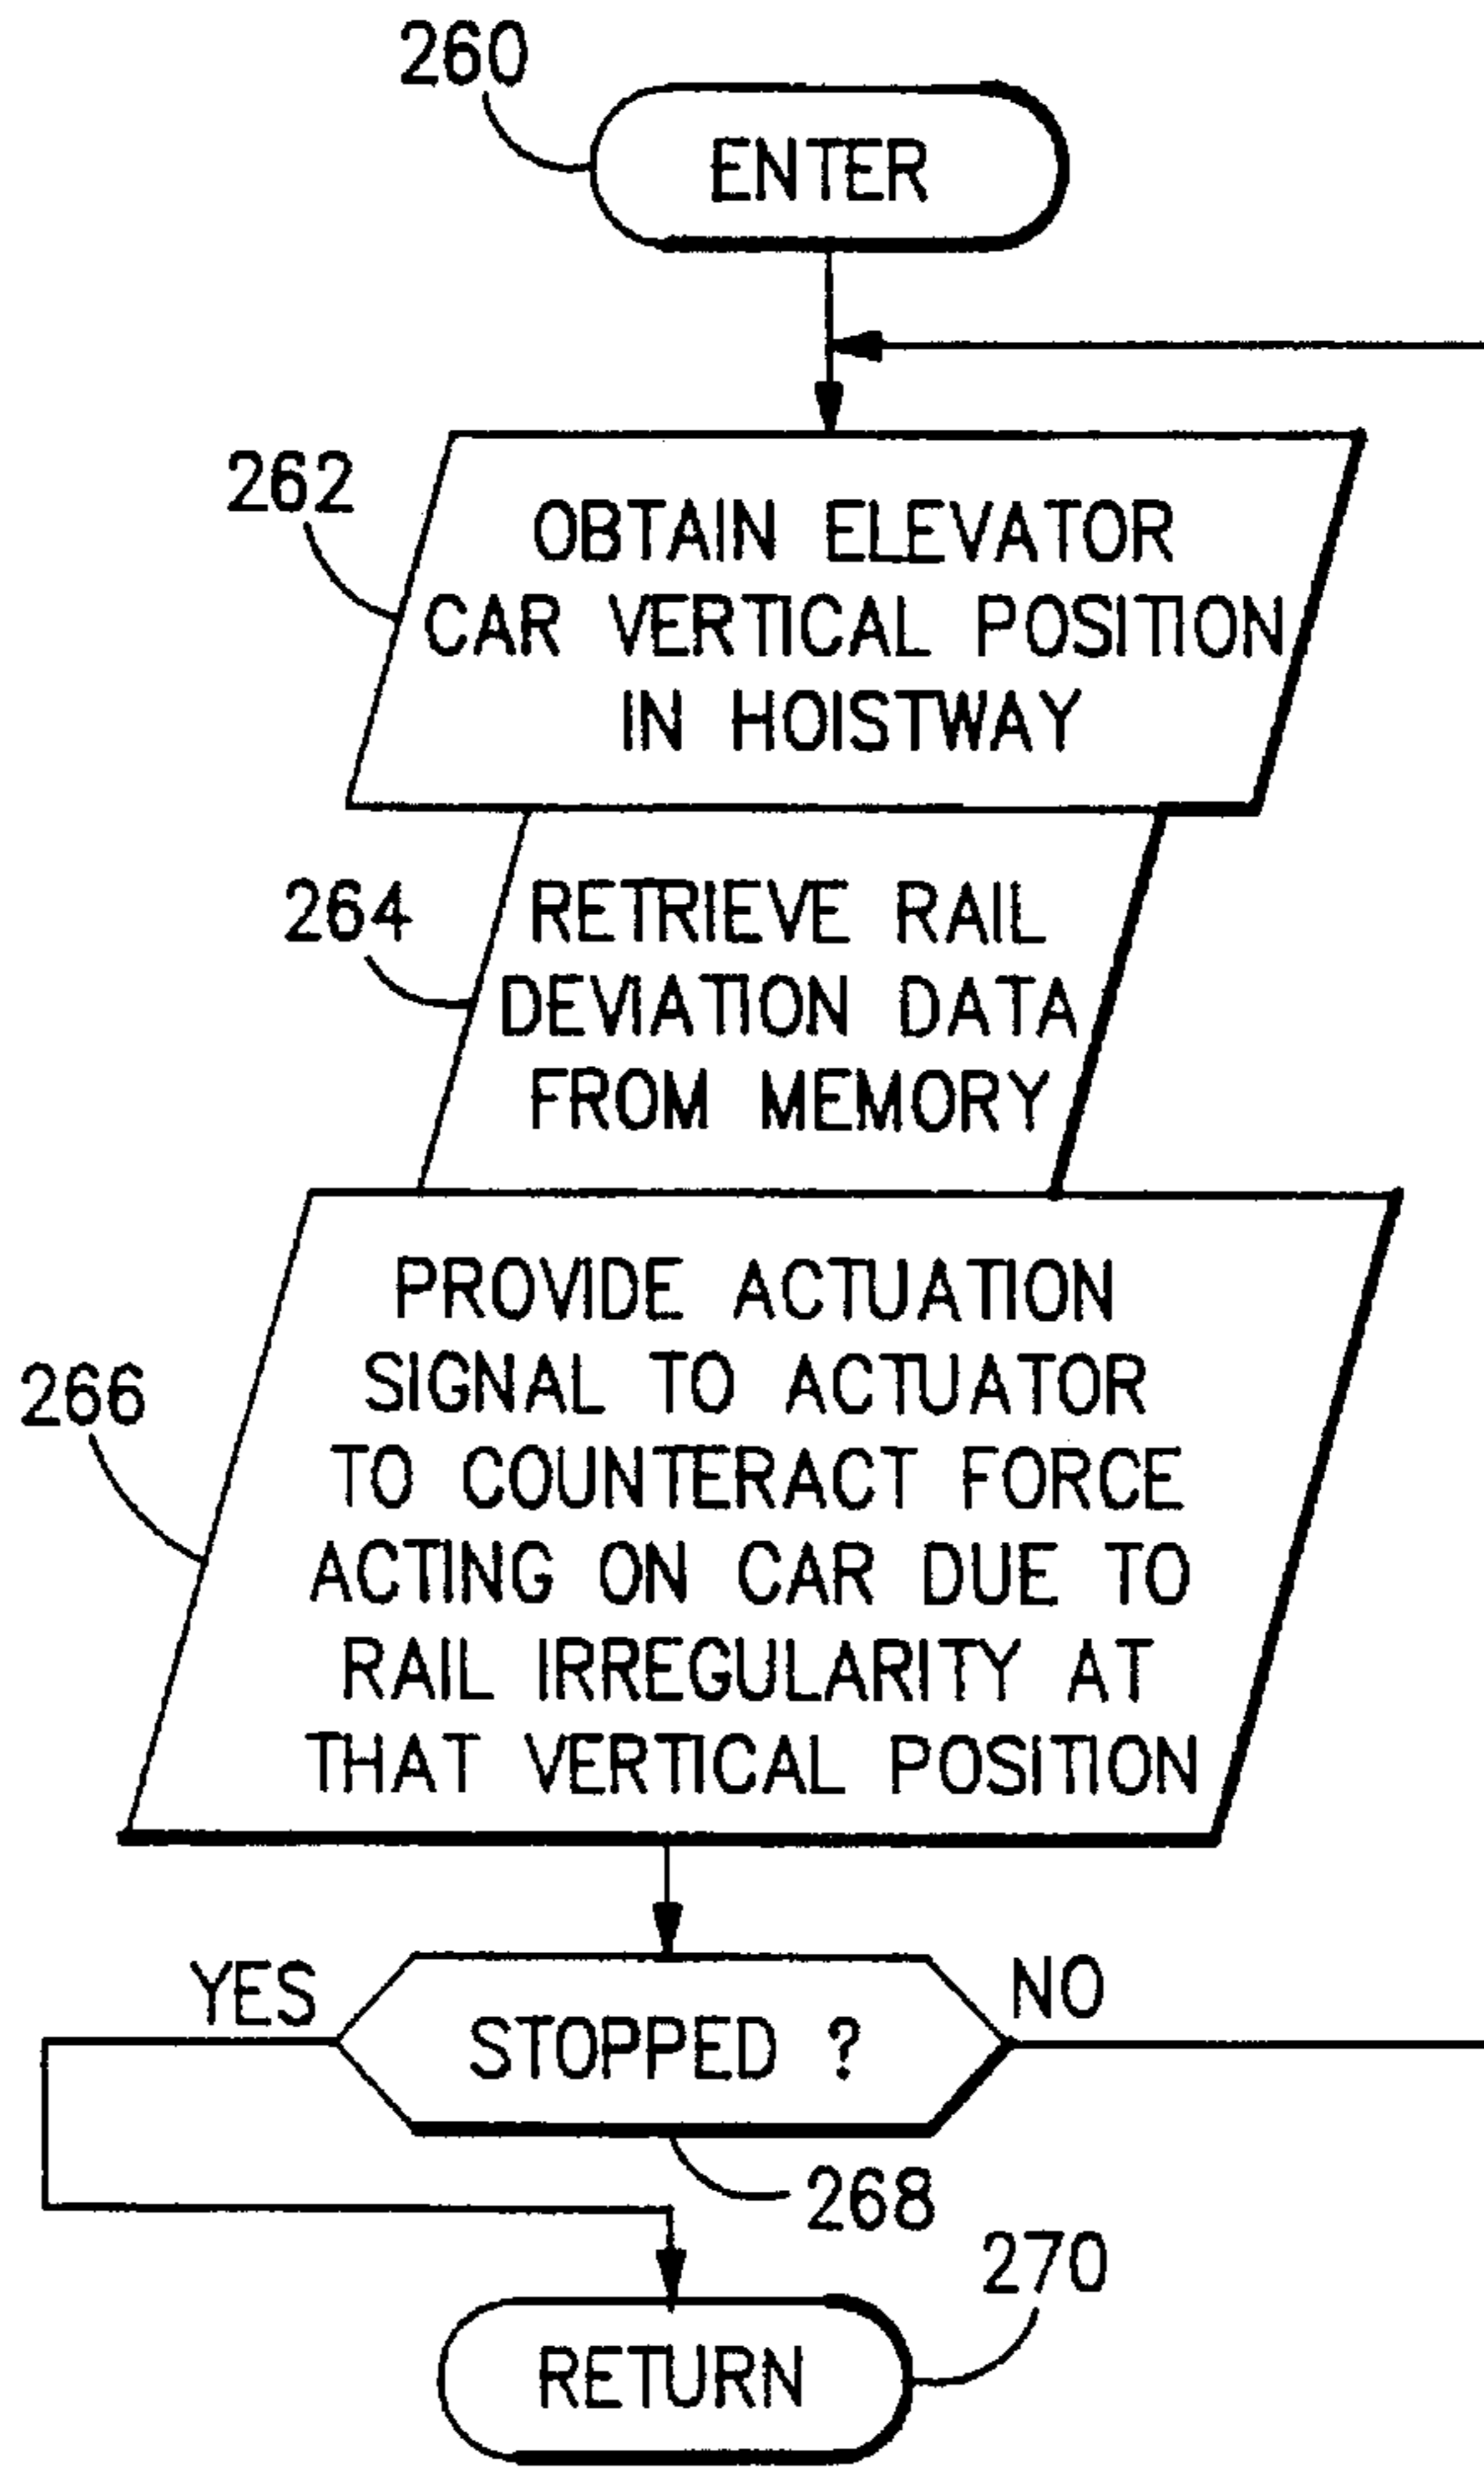 260
ENTER
262
OBTAIN ELEVATOR
CAR VERTICAL POSITION
IN HOISTWAY
264
RETRIEVE RAIL
DEVIATION DATA
FROM MEMORY
266
PROVIDE ACTUATION
SIGNAL TO ACTUATOR
TO COUNTERACT FORCE
ACTING ON CAR DUE TO
RAIL IRREGULARITY AT
THAT VERTICAL POSITION
YES
NO
STOPPED ?
268
270
RETURN